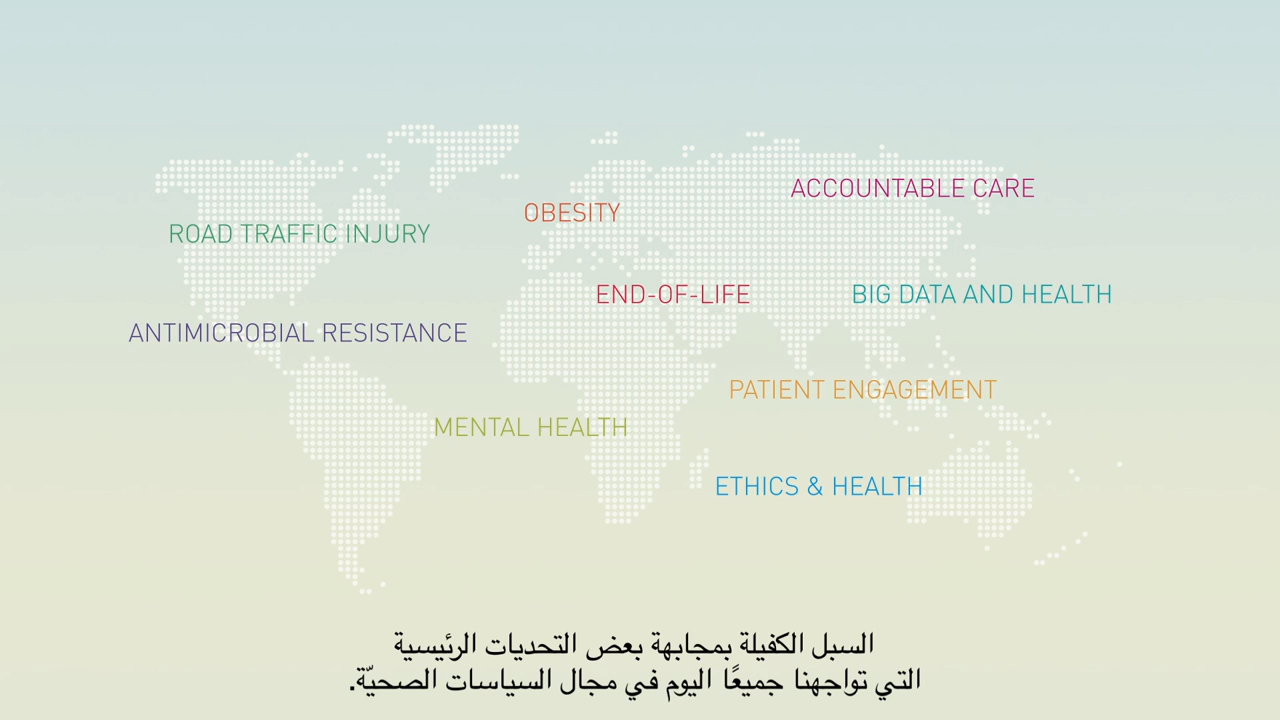 ACCOUNTABLE CARE
OBESITY
ROAD TRAFFIC INJURY
END-OF-LIFE
BIG DATA AND HEALTH
ANTIMICROBIAL RESISTANCE
PATIENT ENGAGEMENT
MENTAL HEALTH
ETHICS & HEALTH
السبل الكفيلة بمجابهة بعض التحديات الرئيسية
التي تواجهنا جميعًا اليوم في مجال السياسات الصحيّة.